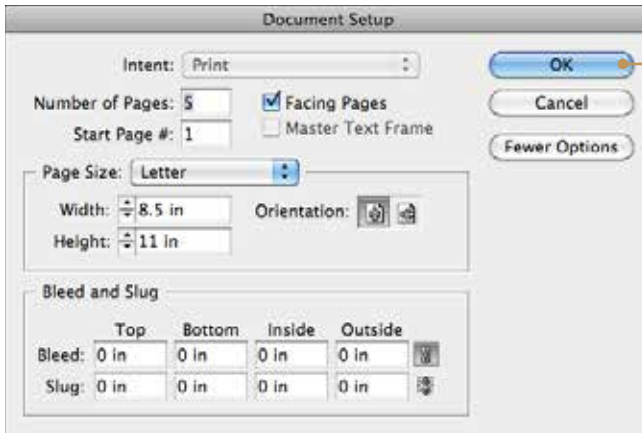 Document Setup
Intent: Print
OK
Number of Pages: 5
Facing Pages
Cancel
Start Page #: 1
Master Text Frame
Fewer Options
Page Size: Letter
Width: 8.5 in
Orientation:
Height: 11 in
Bleed and Slug
Top Bottom Inside Outside
Bleed: 0 in 0 in 0 in 0 in
Slug: 0 in 0 in 0 in 0 in